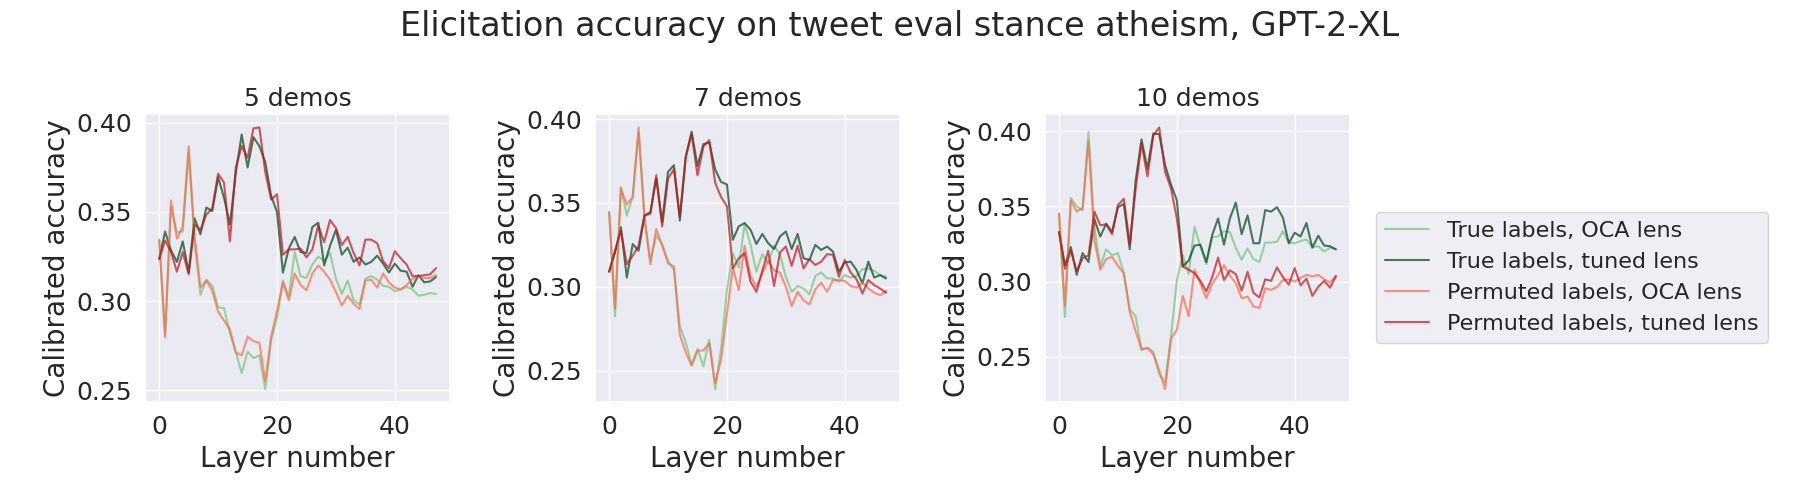 Elicitation accuracy on tweet eval stance atheism, GPT-2-XL
5 demos
Calibrated accuracy
0.40
0.35
0.30
0.25
0
20
40
Layer number
7 demos
Calibrated accuracy
0.40
0.35
0.30
0.25
0
20
40
Layer number
10 demos
Calibrated accuracy
0.40
0.35
0.30
0.25
0
20
40
Layer number
True labels, OCA lens
True labels, tuned lens
Permuted labels, OCA lens
Permuted labels, tuned lens